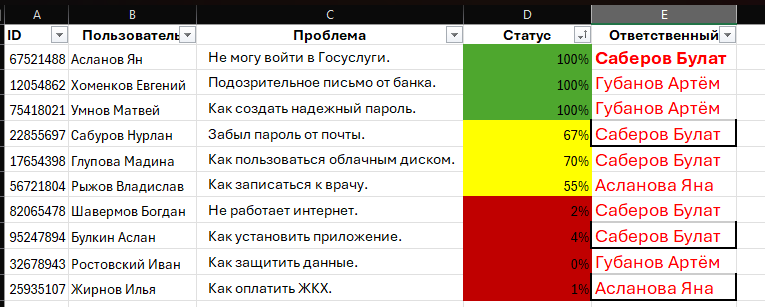 A B C D E
ID Пользователь Проблема Статус Ответственный
67521488 Асланов Ян Не могу войти в Госуслуги. 100% Саберов Булат
12054862 Хоменков Евгений Подозрительное письмо от банка. 100% Губанов Артём
75418021 Умнов Матвей Как создать надежный пароль. 100% Губанов Артём
22855697 Сабуров Нурлан Забыл пароль от почты. 67% Саберов Булат
17654398 Глупова Мадина Как пользоваться облачным диском. 70% Саберов Булат
56721804 Рыжов Владислав Как записаться к врачу. 55% Асланова Яна
82065478 Шавермов Богдан Не работает интернет. 2% Саберов Булат
95247894 Булкин Аслан Как установить приложение. 4% Саберов Булат
32678943 Ростовский Иван Как защитить данные. 0% Губанов Артём
25935107 Жирнов Илья Как оплатить ЖКХ. 1% Асланова Яна